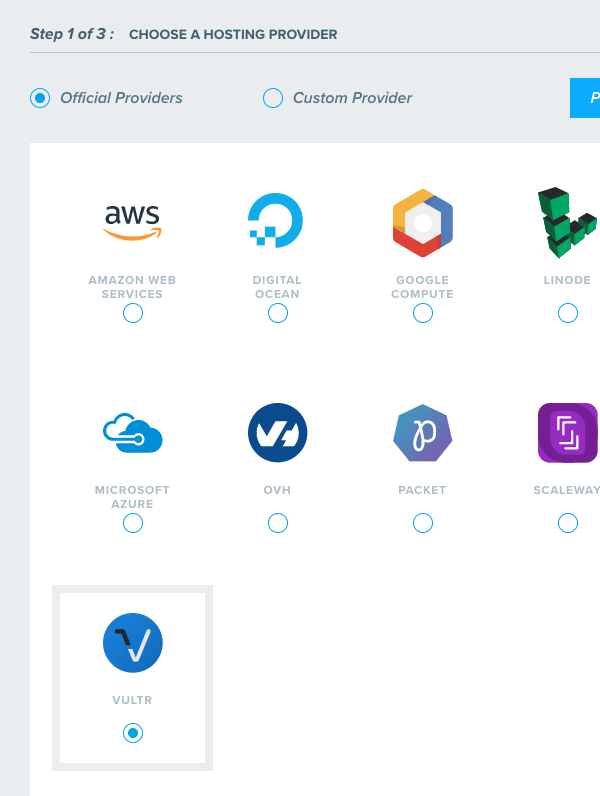 Step 1 of 3 : CHOOSE A HOSTING PROVIDER
Official Providers Custom Provider P
aws
AMAZON WEB SERVICES
DIGITAL OCEAN
GOOGLE COMPUTE
LINODE
MICROSOFT AZURE
OVH
PACKET
SCALEWAY
VULTR